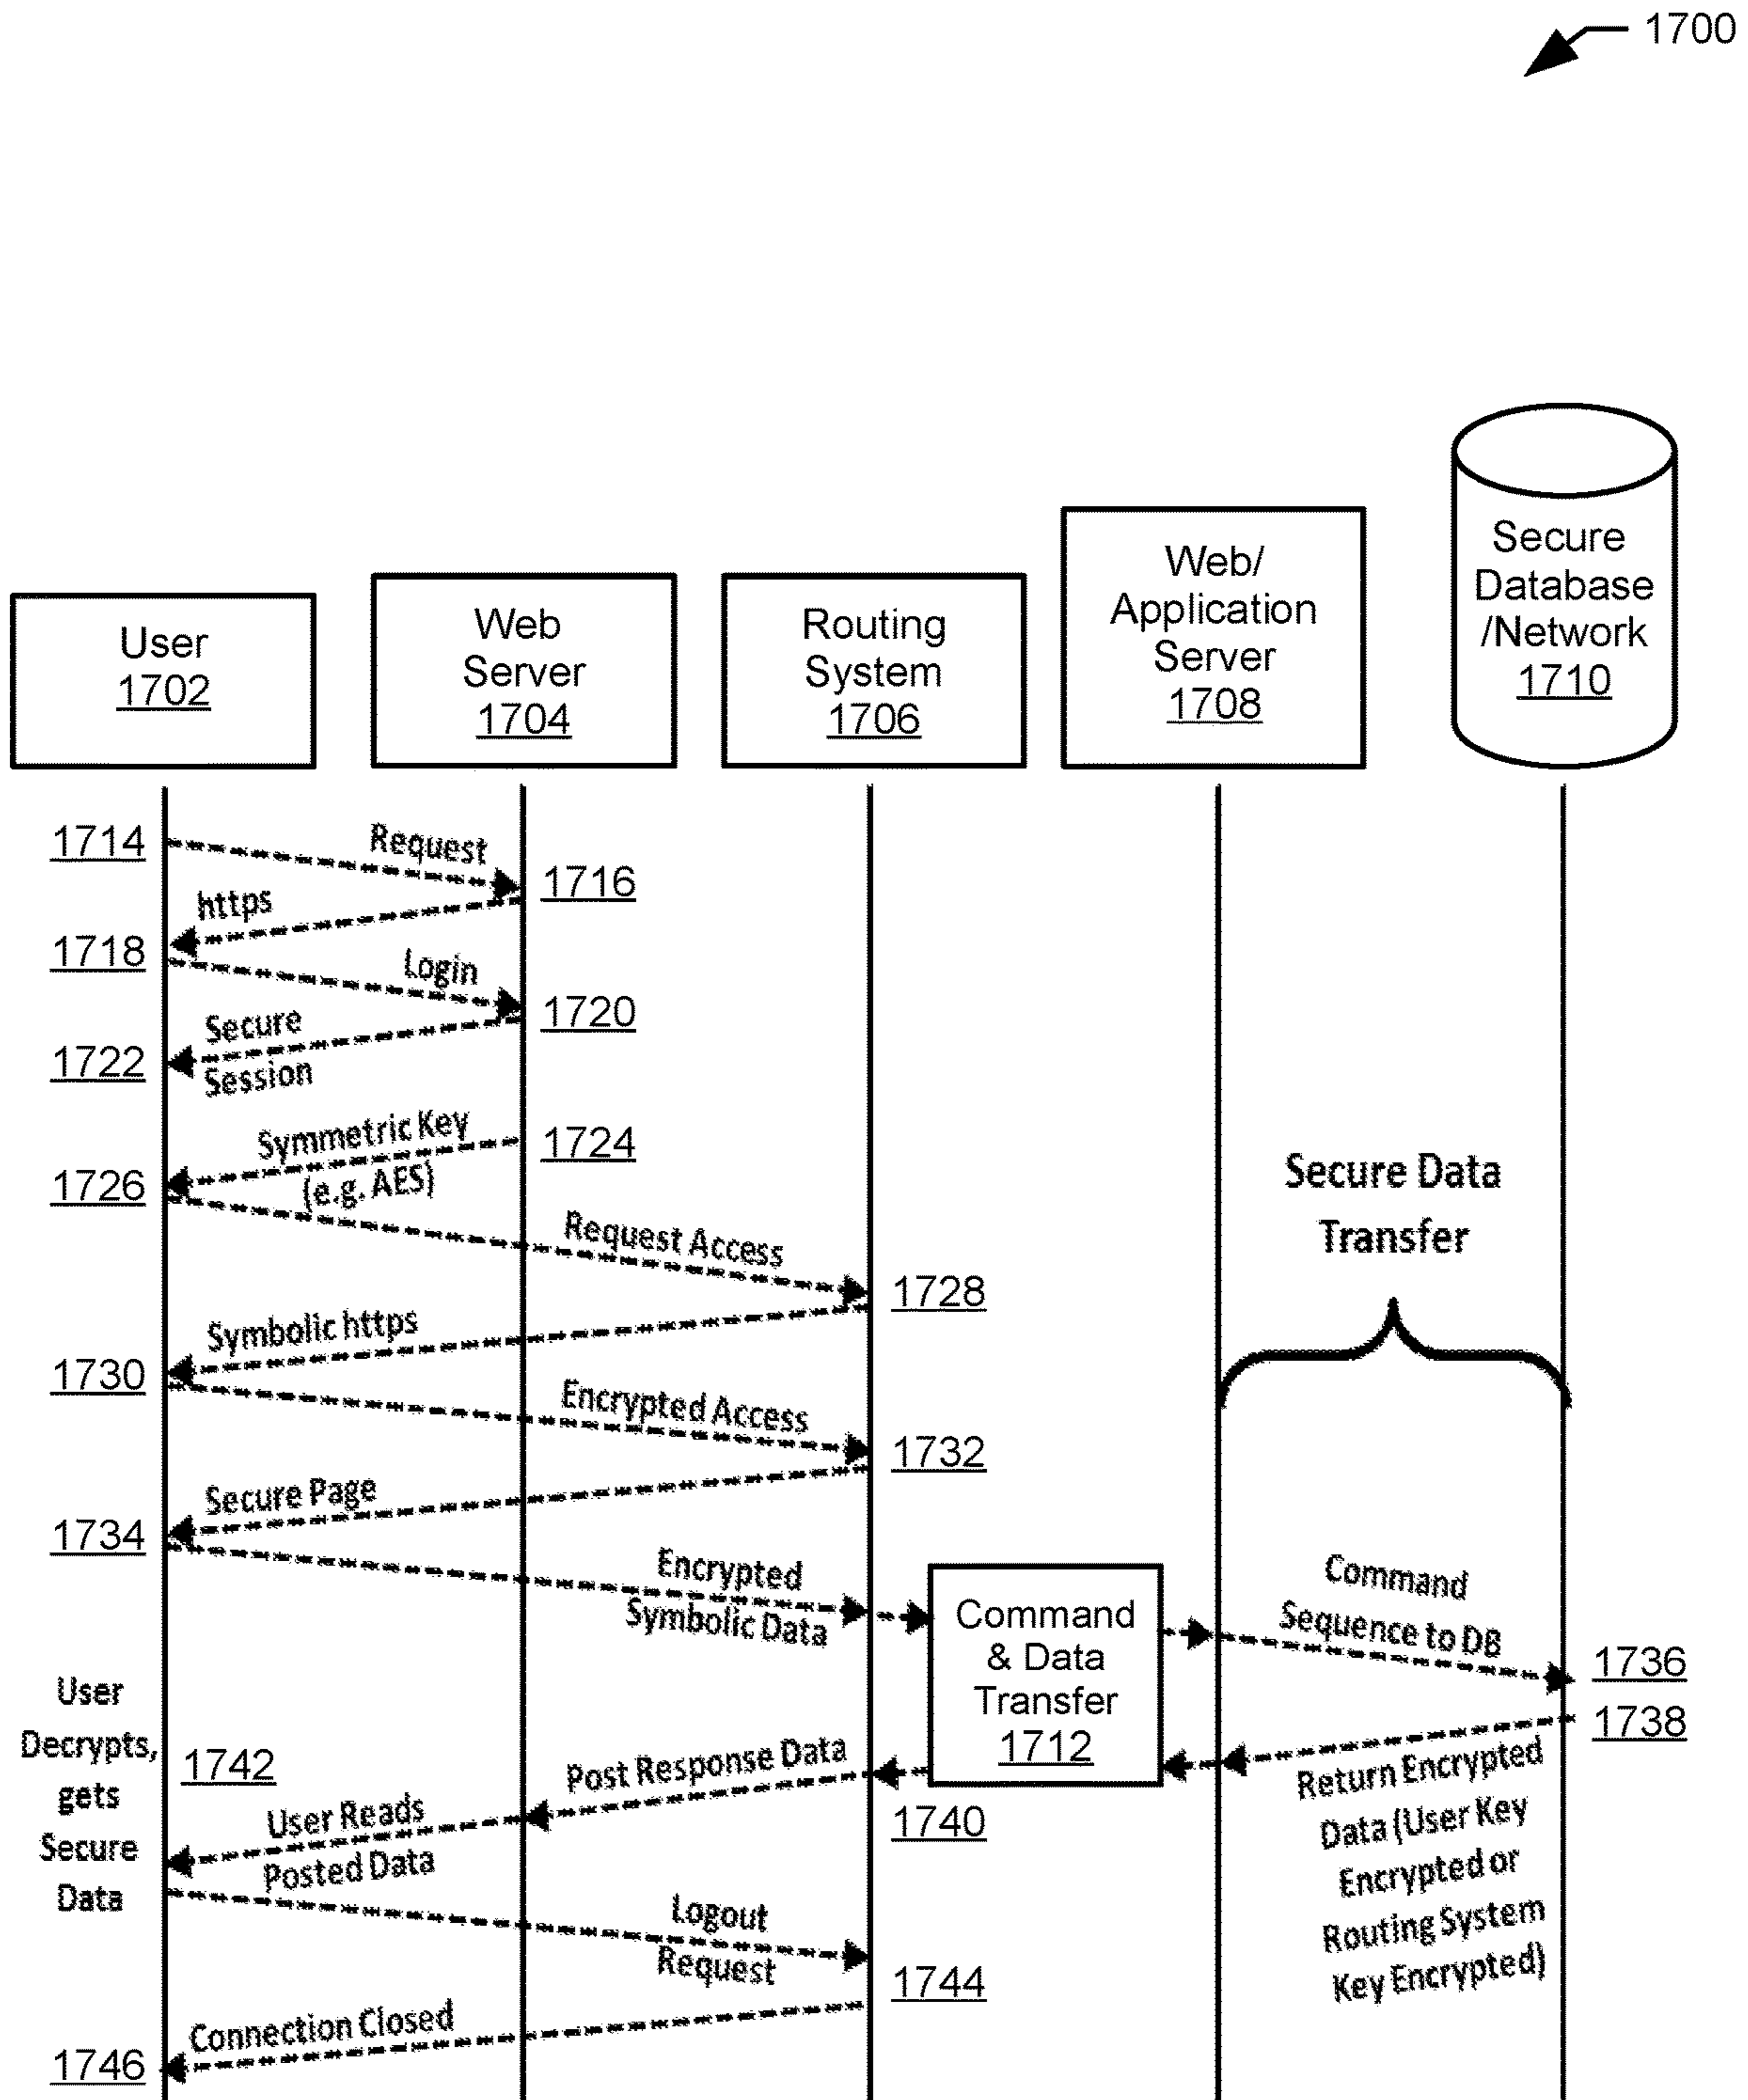 1700
User
1702
Web
Server
1704
Routing
System
1706
Web/
Application
Server
1708
Secure
Database
/Network
1710
1714
Request
1716
https
1718
Login
1720
Secure
Session
1722
Symmetric Key
(e.g. AES)
1724
1726
Request Access
1728
Secure Data
Transfer
Symbolic https
1730
Encrypted Access
1732
Secure Page
1734
Encrypted
Symbolic Data
Command
& Data
Transfer
1712
Command
Sequence to DB
1736
1738
Return Encrypted
Data (User Key
Encrypted or
Routing System
Key Encrypted)
Post Response Data
1740
User
Decrypts,
gets
Secure
Data
1742
User Reads
Posted Data
Logout
Request
1744
Connection Closed
1746